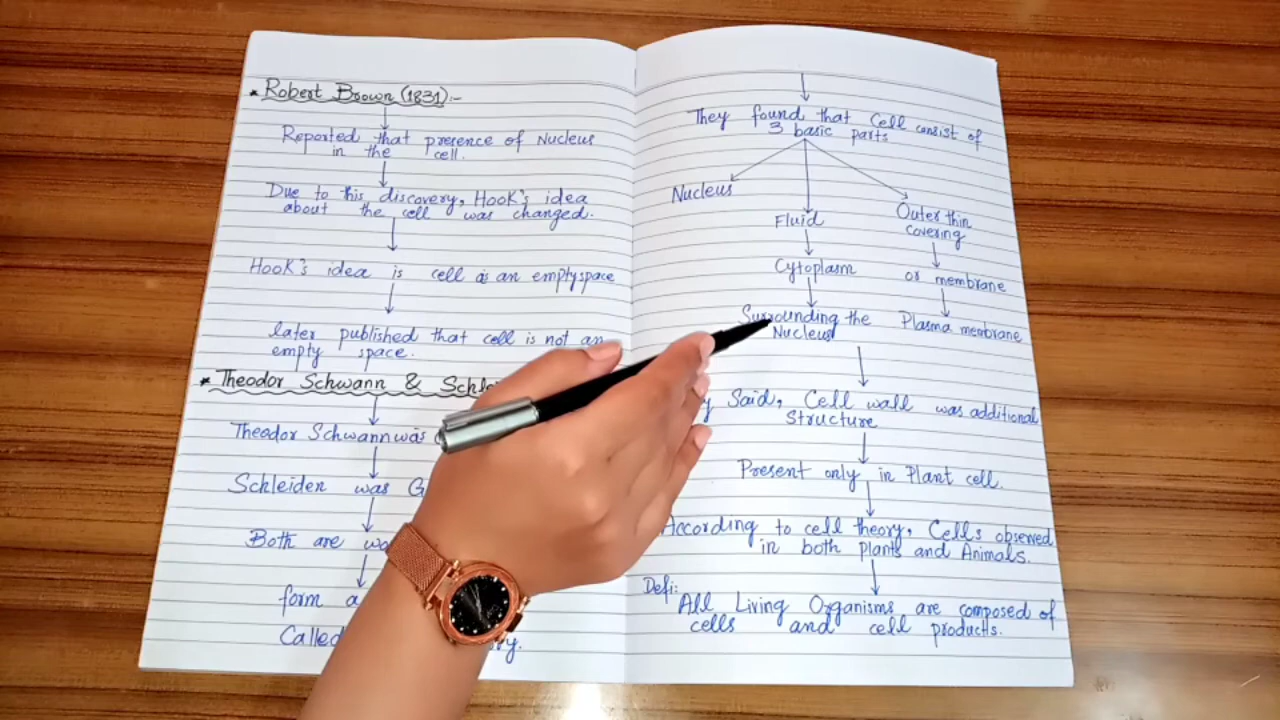 * Robert Brown (1831):-
Reported that presence of Nucleus
in the cell.
Due to this discovery, Hook's idea
about the cell was changed.
Hook's idea is cell is an empty space
later published that cell is not an
empty space.
* Theodor Schwann &
Theodor Schwann was
Schleiden was
Both are
form a
Called
They found that Cell consist of
3 basic parts
Nucleus
Fluid
Outer thin
covering
Cytoplasm
or membrane
Surrounding the
Nucleus
Plasma membrane
Said, Cell wall was additional
Structure
Present only in Plant cell.
According to cell theory, Cells observed
in both plants and Animals.
Defi:
All Living Organisms are composed of
cells and cell products.